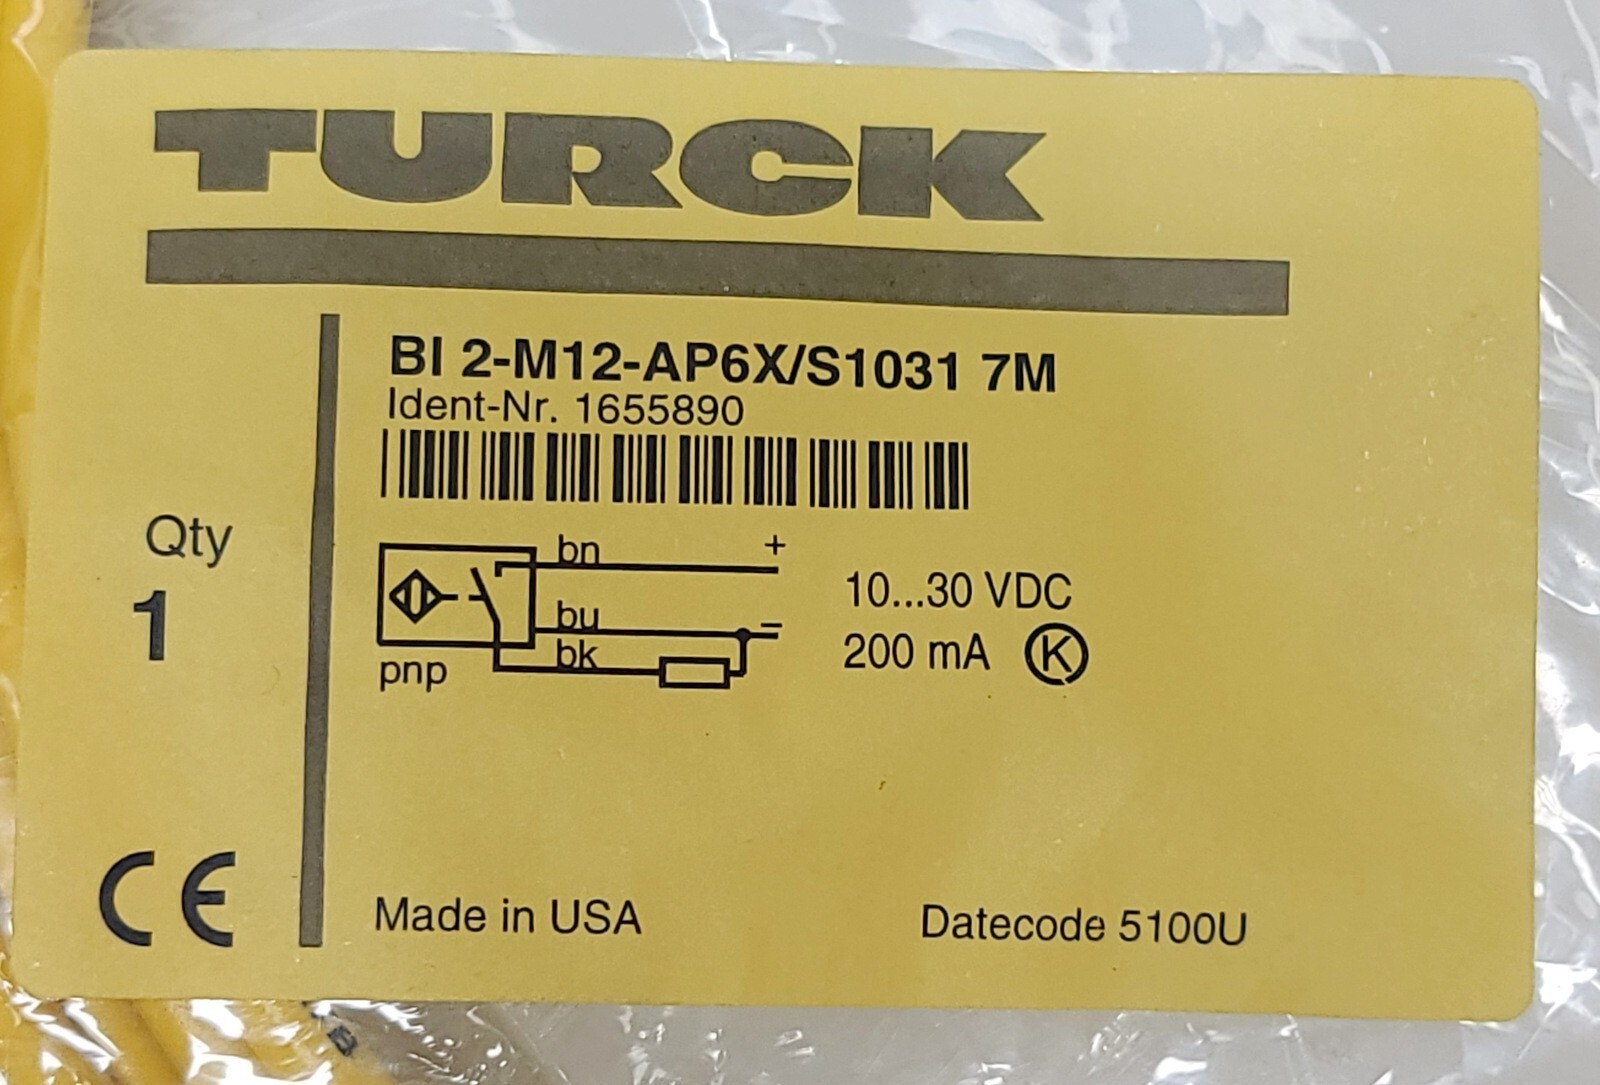 TURCK
BI 2-M12-AP6X/S1031 7M
Ident-Nr. 1655890
Qty
1
bn +
bu -
bk
pnp
10...30 VDC
200 mA K
CE
Made in USA
Datecode 5100U